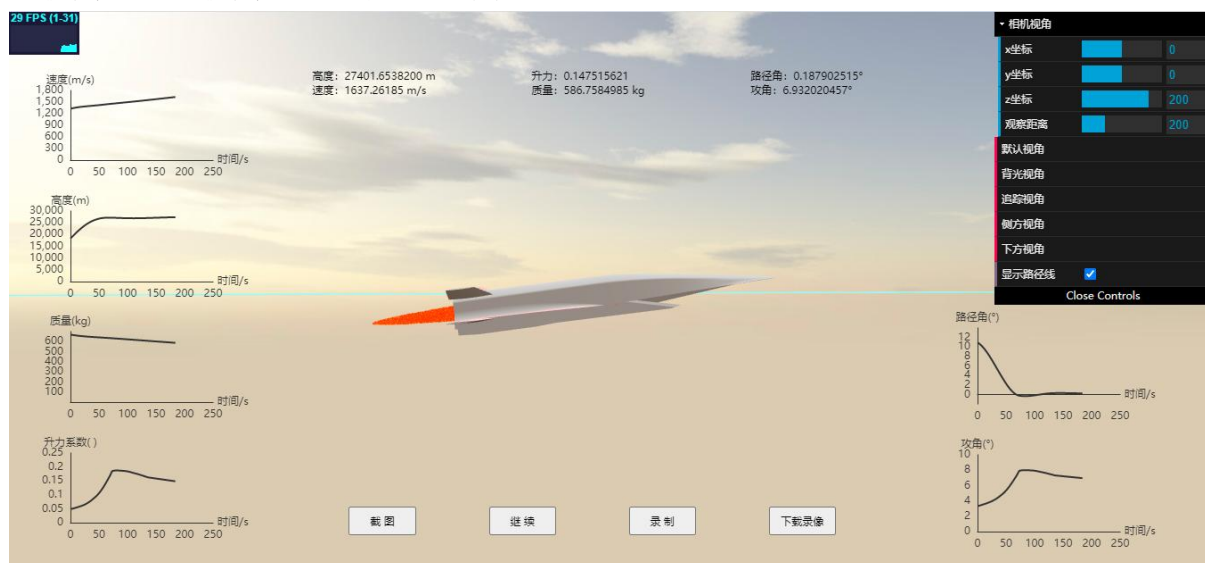 29 FPS (1-31)
高度: 27401.6538200 m
速度: 1637.26185 m/s
升力: 0.147515621
质量: 586.7584985 kg
路径角: 0.187902515°
攻角: 6.932020457°
相机视角
x坐标 0
y坐标 0
z坐标 200
观察距离 200
默认视角
背光视角
追踪视角
侧方视角
下方视角
显示路径线
Close Controls
速度(m/s)
1,800
1,500
1,200
900
600
300
0
时间/s
0 50 100 150 200 250
高度(m)
30,000
25,000
20,000
15,000
10,000
5,000
0
时间/s
0 50 100 150 200 250
质量(kg)
600
500
400
300
200
100
时间/s
0 50 100 150 200 250
升力系数( )
0.25
0.2
0.15
0.1
0.05
0
时间/s
0 50 100 150 200 250
路径角(°)
12
10
8
6
4
2
0
时间/s
0 50 100 150 200 250
攻角(°)
10
8
6
4
2
0
时间/s
0 50 100 150 200 250
截 图
继 续
录 制
下载录像